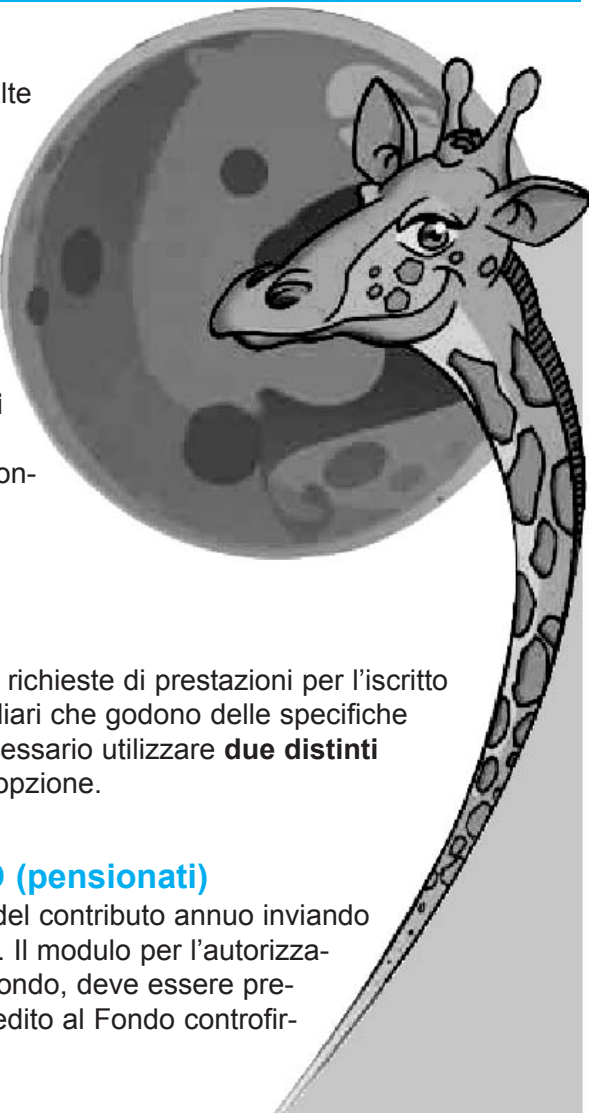 lte
i
on-
richieste di prestazioni per l’iscritto
liari che godono delle specifiche
cessario utilizzare due distinti
opzione.
(pensionati)
del contributo annuo inviando
. Il modulo per l’autorizza-
ondo, deve essere pre-
edito al Fondo controfir-